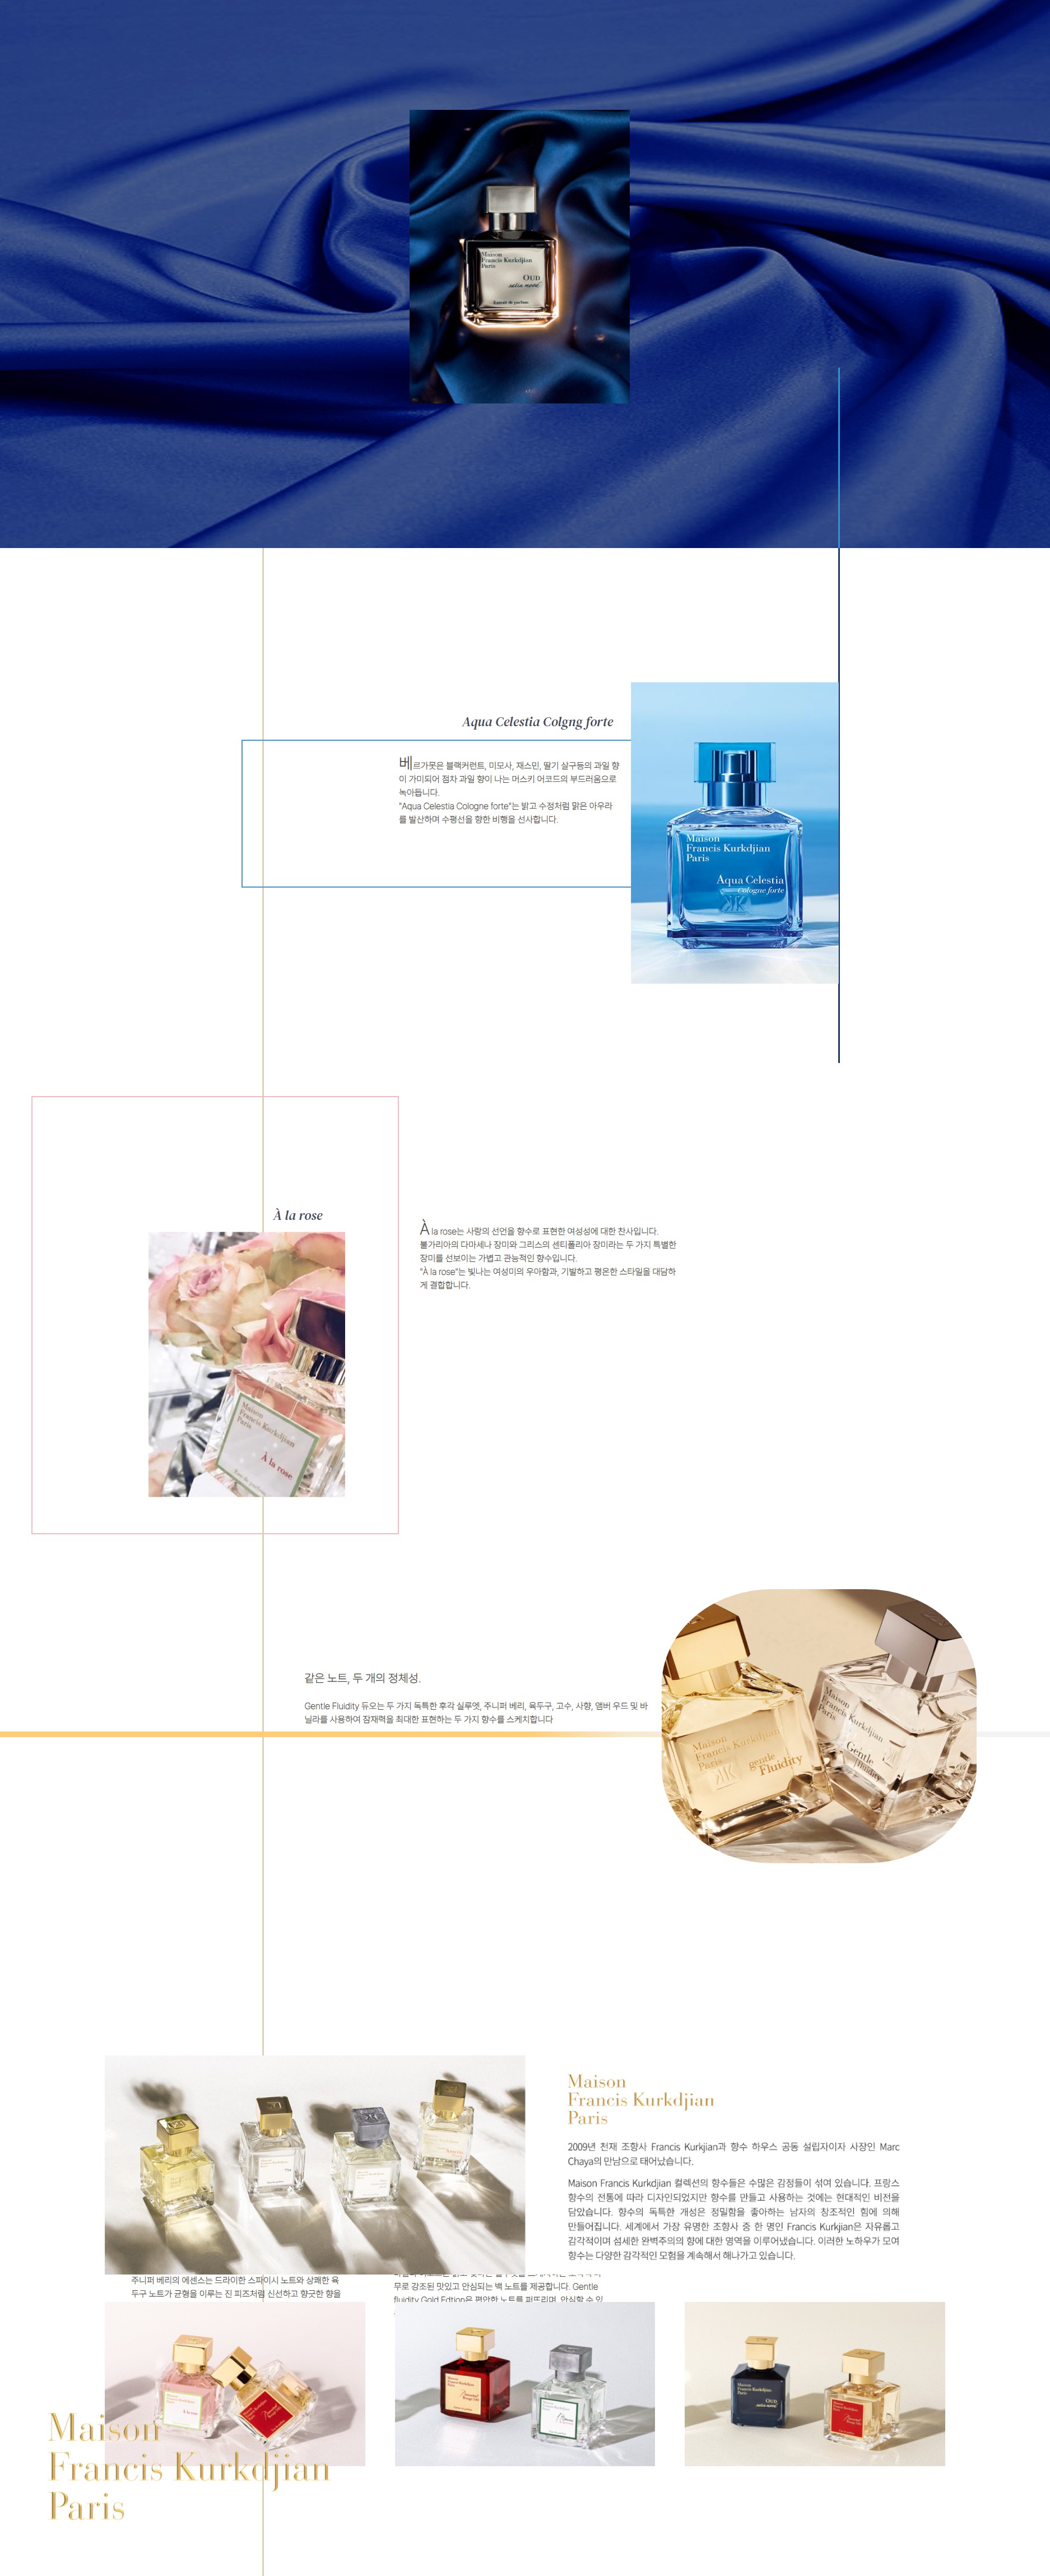 Maison
Francis Kurkdjian
Paris
OUD
satin mood
Extrait de parfum
Aqua Celestia Colgng forte
베르가못은 블랙커런트, 미모사, 재스민, 딸기 살구등의 과일 향
이 가미되어 점차 과일 향이 나는 머스키 어코드의 부드러움으로
녹아듭니다.
"Aqua Celestia Cologne forte"는 밝고 수정처럼 맑은 아우라
를 발산하며 수평선을 향한 비행을 선사합니다.
Maison
Francis Kurkdjian
Paris
Aqua Celestia
Cologne forte
À la rose
À la rose는 사랑의 선언을 향수로 표현한 여성성에 대한 찬사입니다.
불가리아의 다마세나 장미와 그리스의 센티폴리아 장미라는 두 가지 특별한
장미를 선보이는 가볍고 관능적인 향수입니다.
"À la rose"는 빛나는 여성미의 우아함과, 기발하고 평온한 스타일을 대담하
게 결합합니다.
Maison
Francis Kurkdjian
Paris
À la rose
Eau de parfum
같은 노트, 두 개의 정체성.
Gentle Fluidity 듀오는 두 가지 독특한 후각 실루엣, 주니퍼 베리, 육두구, 고수, 사향, 앰버 우드 및 바
닐라를 사용하여 잠재력을 최대한 표현하는 두 가지 향수를 스케치합니다
Maison
Francis Kurkdjian
Paris
gentle
Fluidity
Maison
Francis Kurkdjian
Paris
Gentle
fluidity
Maison
Francis Kurkdjian
Paris
2009년 천재 조향사 Francis Kurkjian과 향수 하우스 공동 설립자이자 사장인 Marc
Chaya의 만남으로 태어났습니다.
Maison Francis Kurkdjian 컬렉션의 향수들은 수많은 감정들이 섞여 있습니다. 프랑스
향수의 전통에 따라 디자인되었지만 향수를 만들고 사용하는 것에는 현대적인 비전을
담았습니다. 향수의 독특한 개성은 정밀함을 좋아하는 남자의 창조적인 힘에 의해
만들어집니다. 세계에서 가장 유명한 조향사 중 한 명인 Francis Kurkjian은 자유롭고
감각적이며 섬세한 완벽주의의 향에 대한 영역을 이루어냈습니다. 이러한 노하우가 모여
향수는 다양한 감각적인 모험을 계속해서 해나가고 있습니다.
주니퍼 베리의 에센스는 드라이한 스파이시 노트와 상쾌한 육
두구 노트가 균형을 이루는 진 피즈처럼 신선하고 향긋한 향을
무로 강조된 맛있고 안심되는 백 노트를 제공합니다. Gentle
fluidity Gold Edtion은 편안한 노트를 퍼뜨리며, 안심할 수 있
À la rose
OUD
satin mood
Maison
Francis Kurkdjian
Paris